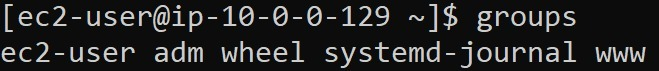 [ec2-user@ip-10-0-0-129 ~]$ groups
ec2-user adm wheel systemd-journal www